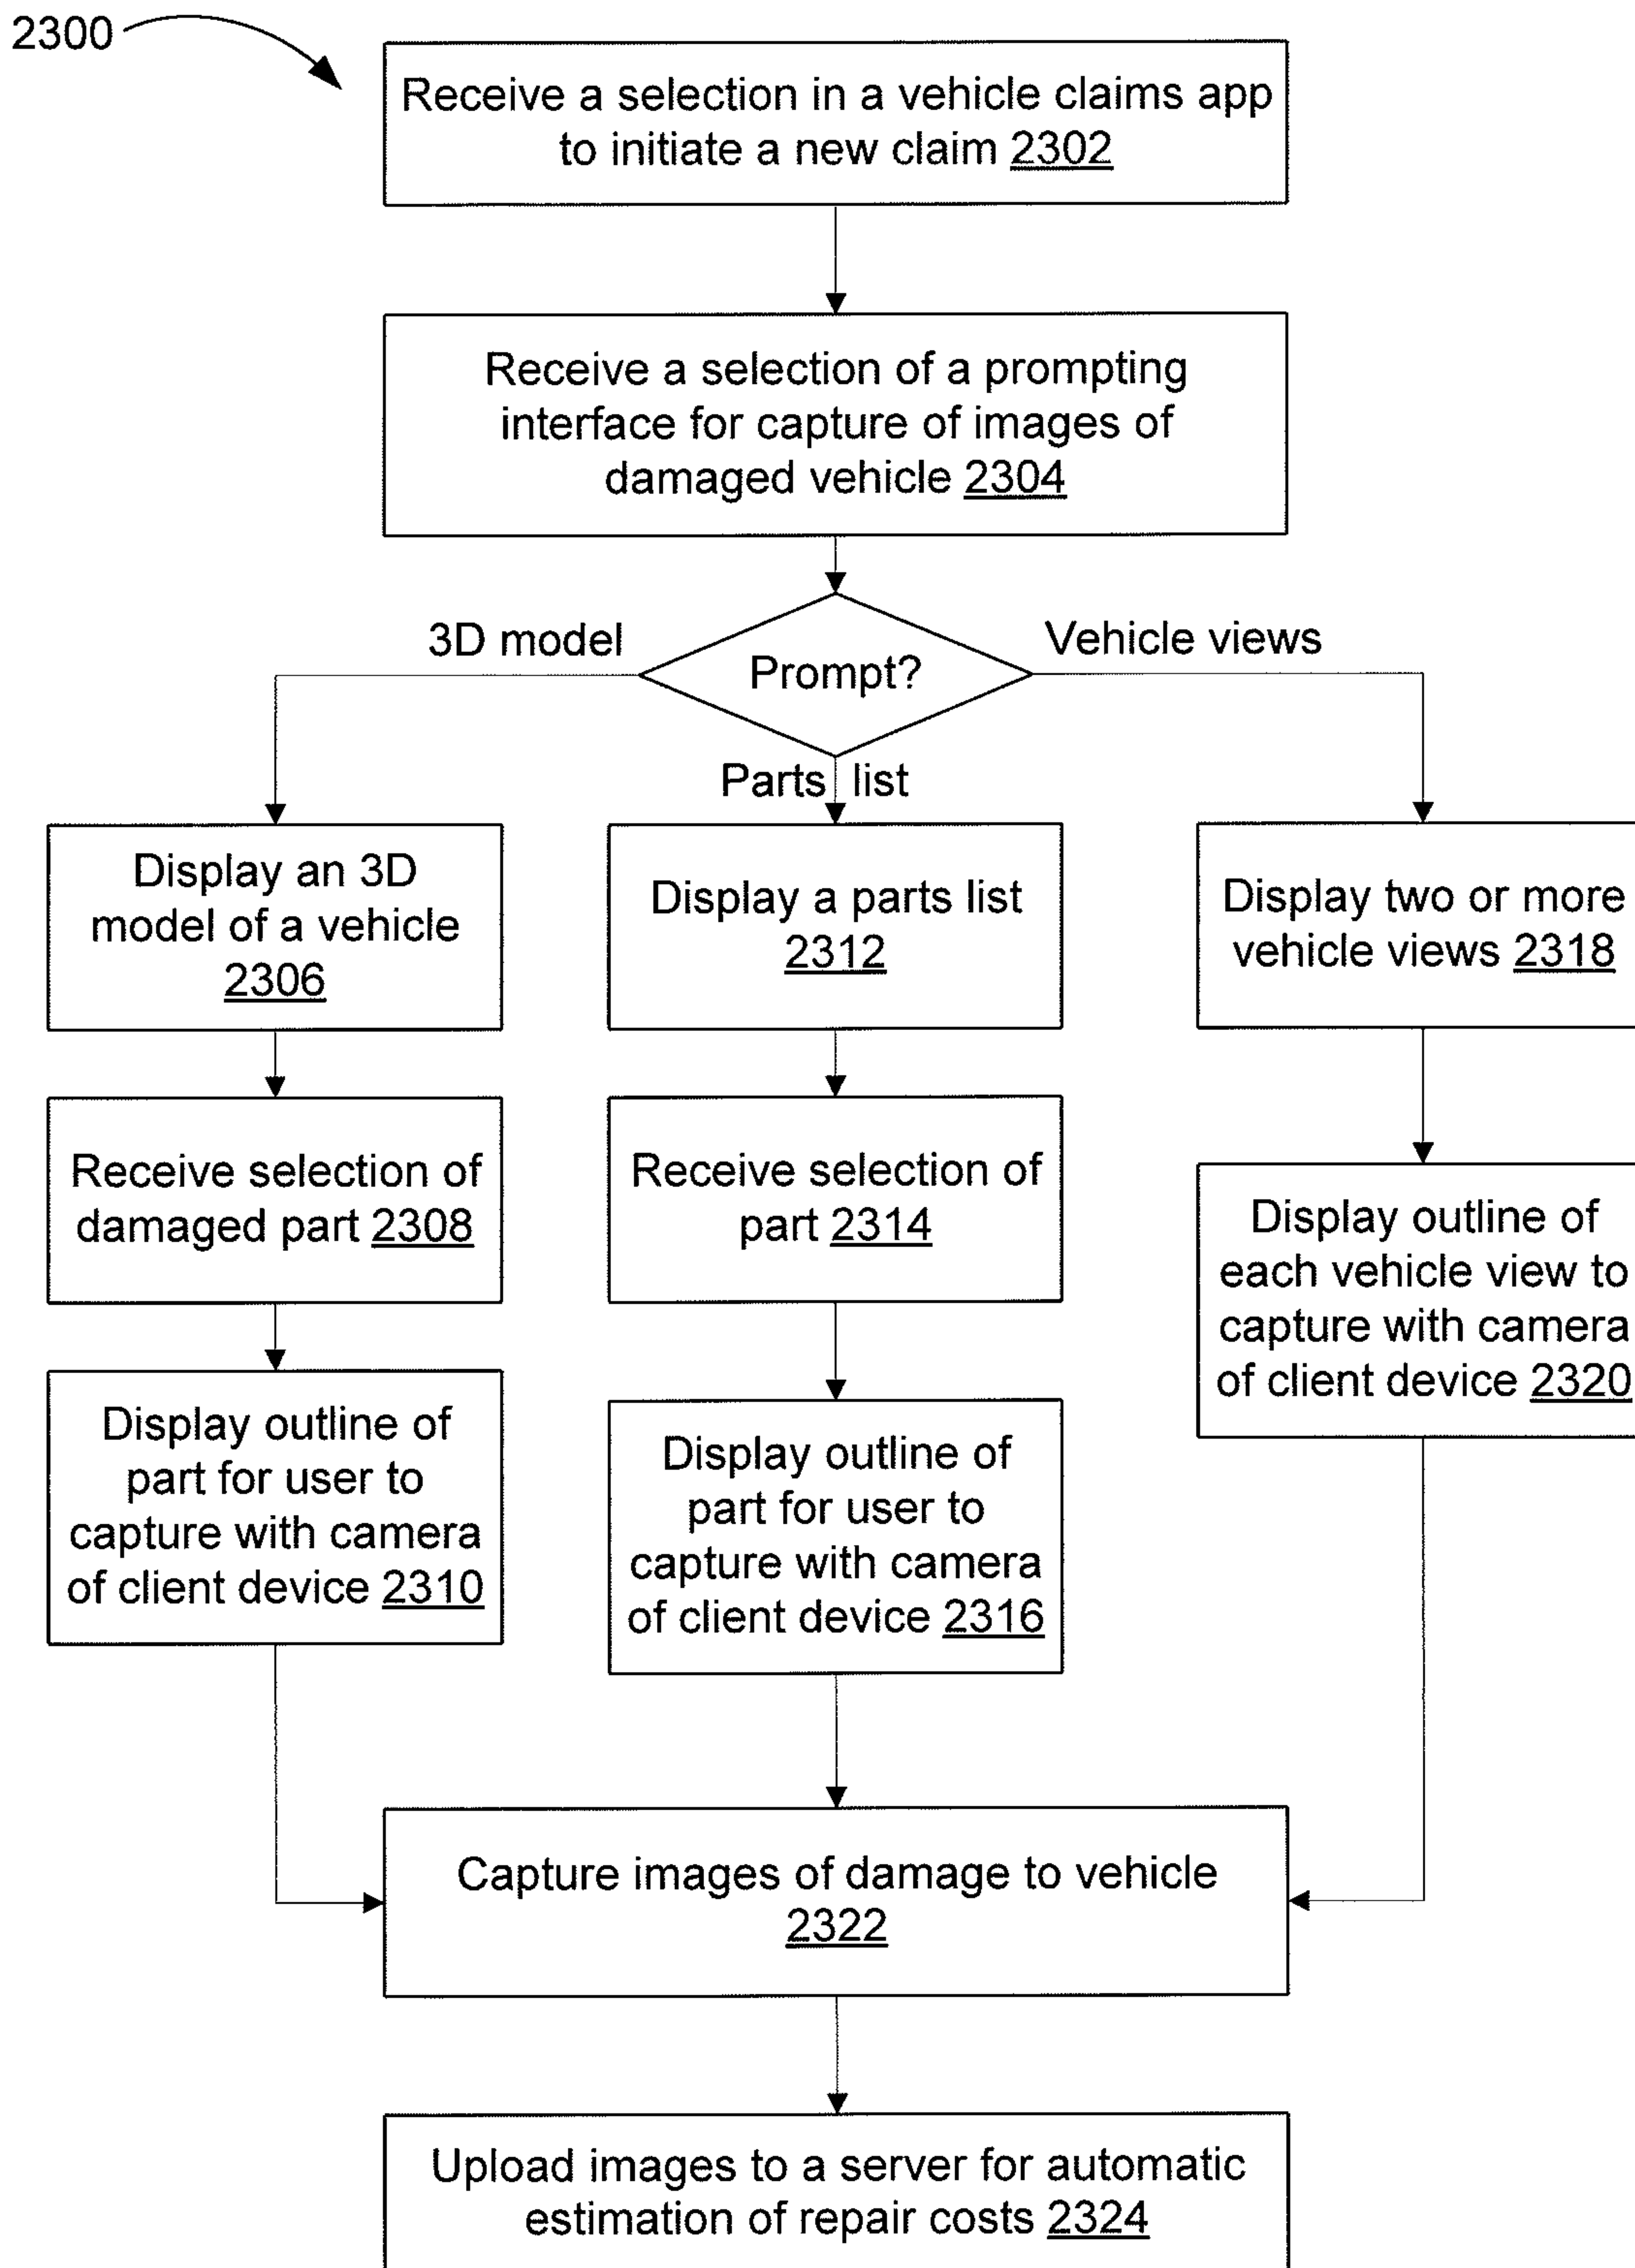 2300
Receive a selection in a vehicle claims app
to initiate a new claim 2302
Receive a selection of a prompting
interface for capture of images of
damaged vehicle 2304
3D model
Prompt?
Vehicle views
Parts list
Display an 3D
model of a vehicle
2306
Receive selection of
damaged part 2308
Display outline of
part for user to
capture with camera
of client device 2310
Display a parts list
2312
Receive selection of
part 2314
Display outline of
part for user to
capture with camera
of client device 2316
Display two or more
vehicle views 2318
Display outline of
each vehicle view to
capture with camera
of client device 2320
Capture images of damage to vehicle
2322
Upload images to a server for automatic
estimation of repair costs 2324